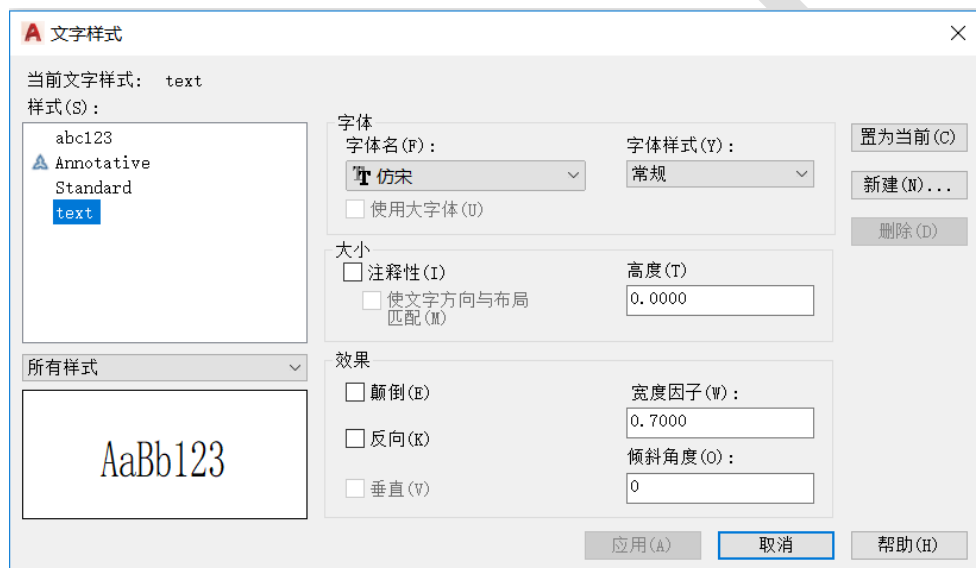 文字样式
当前文字样式: text
样式(S):
abc123
Annotative
Standard
text
所有样式
AaBb123
字体
字体名(F):
仿宋
使用大字体(U)
字体样式(Y):
常规
大小
注释性(I)
使文字方向与布局
匹配(M)
高度(T)
0.0000
效果
颠倒(E)
反向(K)
垂直(V)
宽度因子(W):
0.7000
倾斜角度(O):
0
置为当前(C)
新建(N)...
删除(D)
应用(A)
取消
帮助(H)